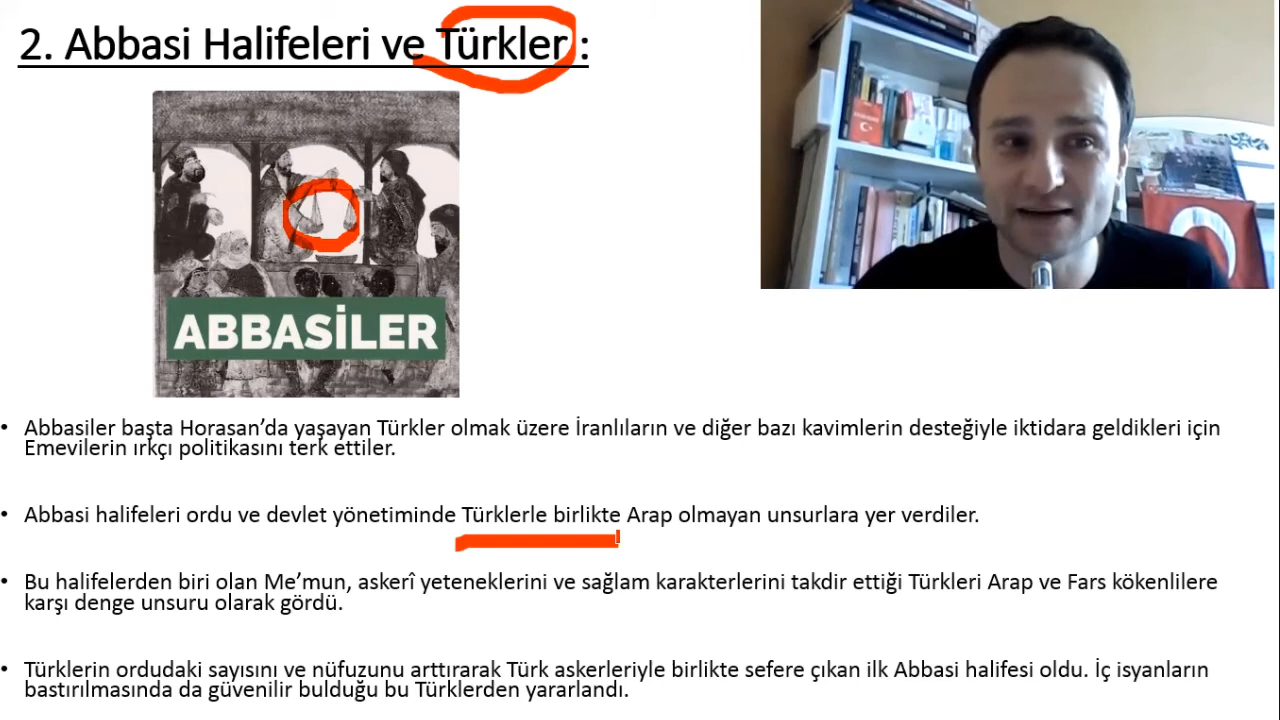 2. Abbasi Halifeleri ve Türkler :
ABBASİLER
• Abbasiler başta Horasan’da yaşayan Türkler olmak üzere İranlıların ve diğer bazı kavimlerin desteğiyle iktidara geldikleri için
Emevilerin ırkçı politikasını terk ettiler.
• Abbasi halifeleri ordu ve devlet yönetiminde Türklerle birlikte Arap olmayan unsurlara yer verdiler.
• Bu halifelerden biri olan Me’mun, askerî yeteneklerini ve sağlam karakterlerini takdir ettiği Türkleri Arap ve Fars kökenlilere
karşı denge unsuru olarak gördü.
• Türklerin ordudaki sayısını ve nüfuzunu arttırarak Türk askerleriyle birlikte sefere çıkan ilk Abbasi halifesi oldu. İç isyanların
bastırılmasında da güvenilir bulduğu bu Türklerden yararlandı.